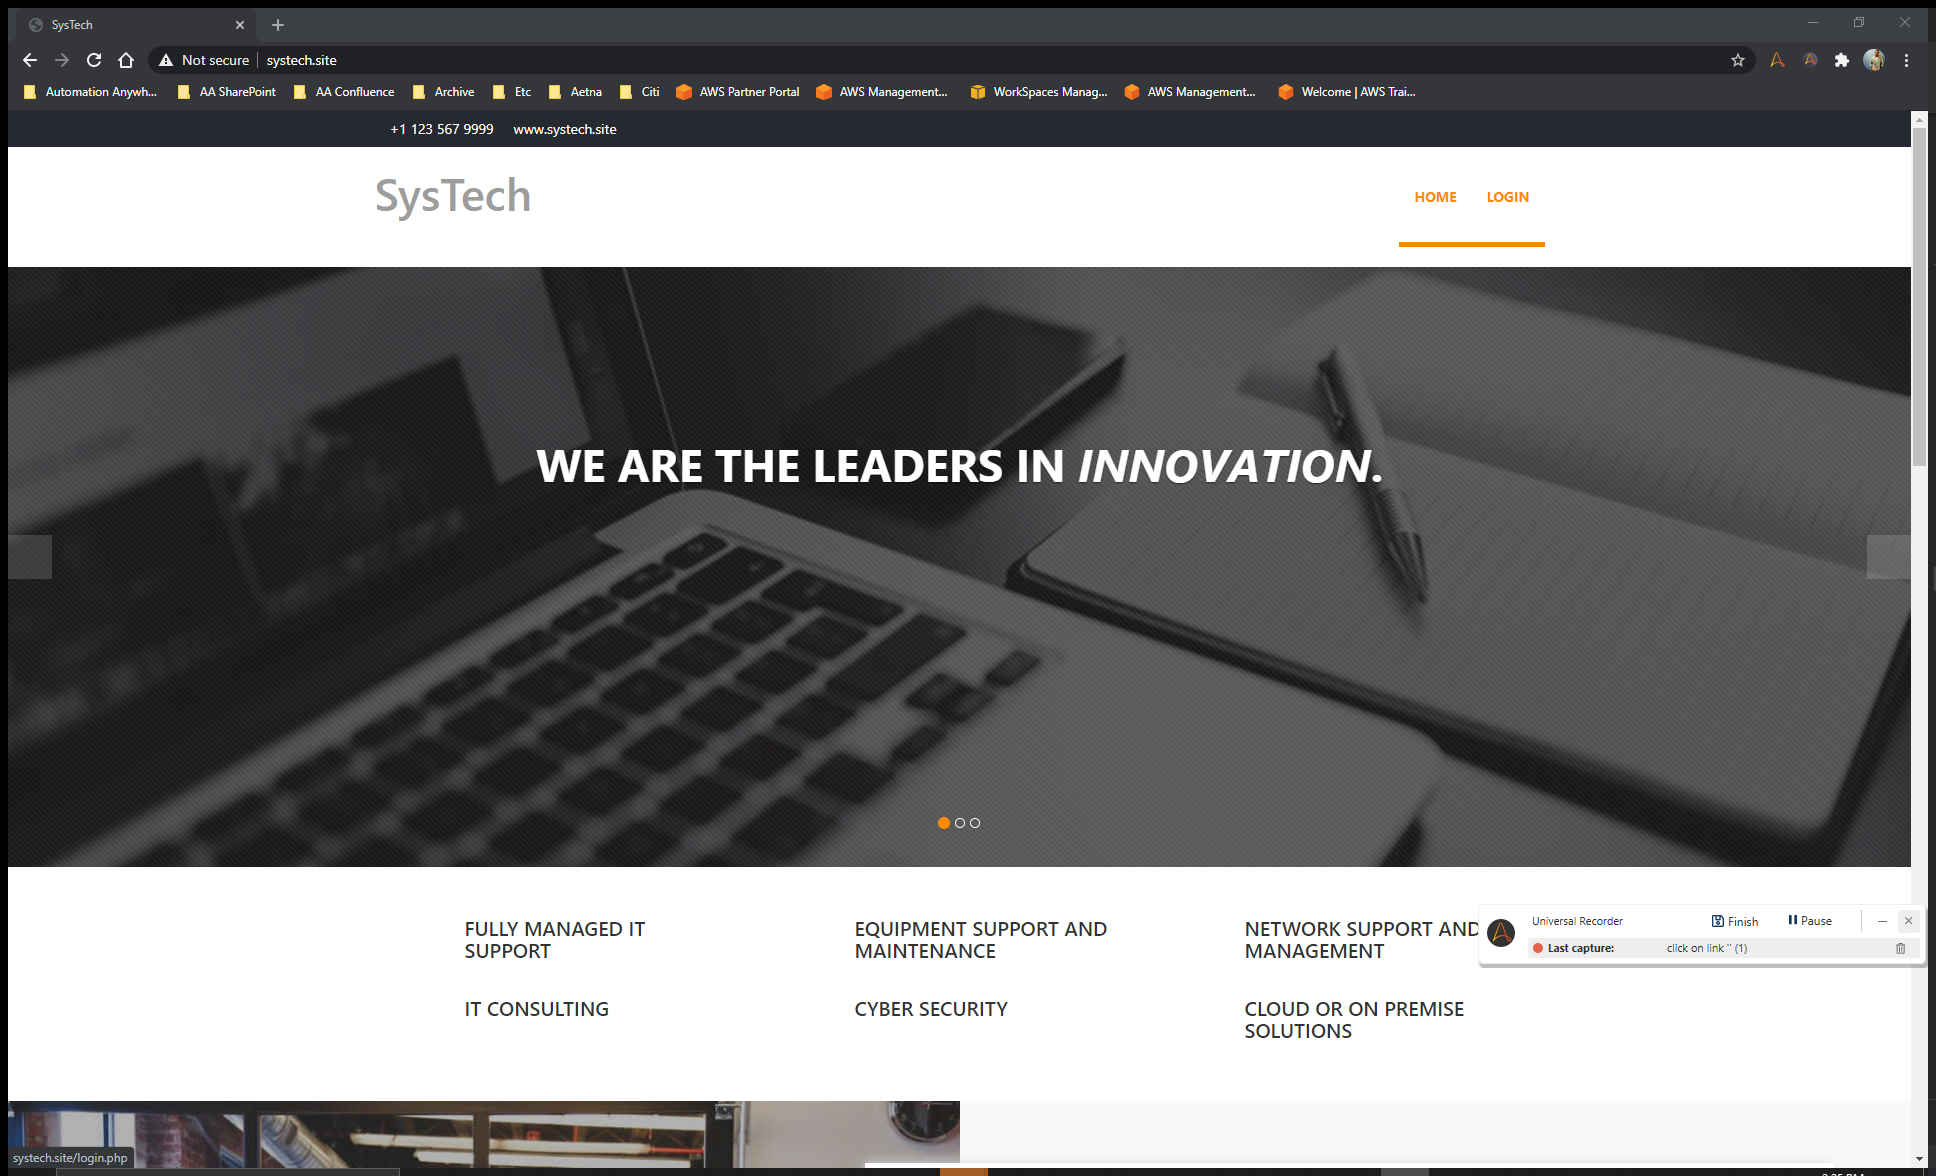 SysTech
Not secure systech.site
Automation Anywh... AA SharePoint AA Confluence Archive Etc Aetna Citi AWS Partner Portal AWS Management... WorkSpaces Manag... AWS Management... Welcome | AWS Trai...
+1 123 567 9999 www.systech.site
SysTech
HOME LOGIN
WE ARE THE LEADERS IN INNOVATION.
FULLY MANAGED IT
SUPPORT
EQUIPMENT SUPPORT AND
MAINTENANCE
NETWORK SUPPORT AND
MANAGEMENT
Universal Recorder Finish Pause
Last capture: click on link '' (1)
IT CONSULTING
CYBER SECURITY
CLOUD OR ON PREMISE
SOLUTIONS
systech.site/login.php